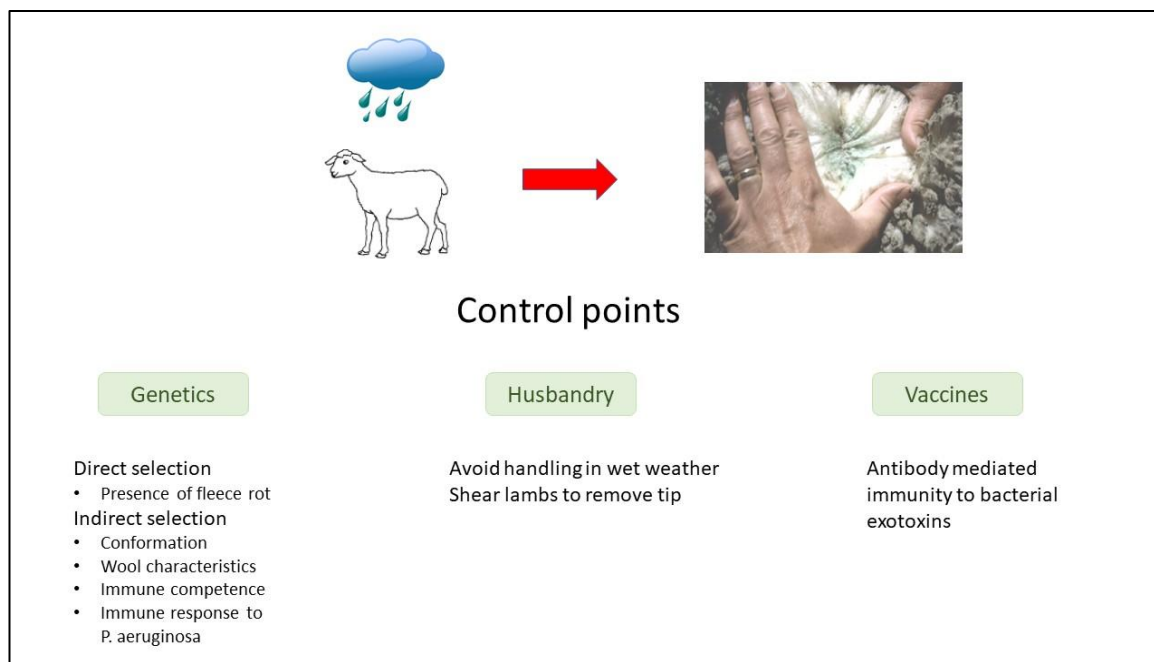 Control points
Genetics
Direct selection
• Presence of fleece rot
Indirect selection
• Conformation
• Wool characteristics
• Immune competence
• Immune response to
P. aeruginosa
Husbandry
Avoid handling in wet weather
Shear lambs to remove tip
Vaccines
Antibody mediated
immunity to bacterial
exotoxins